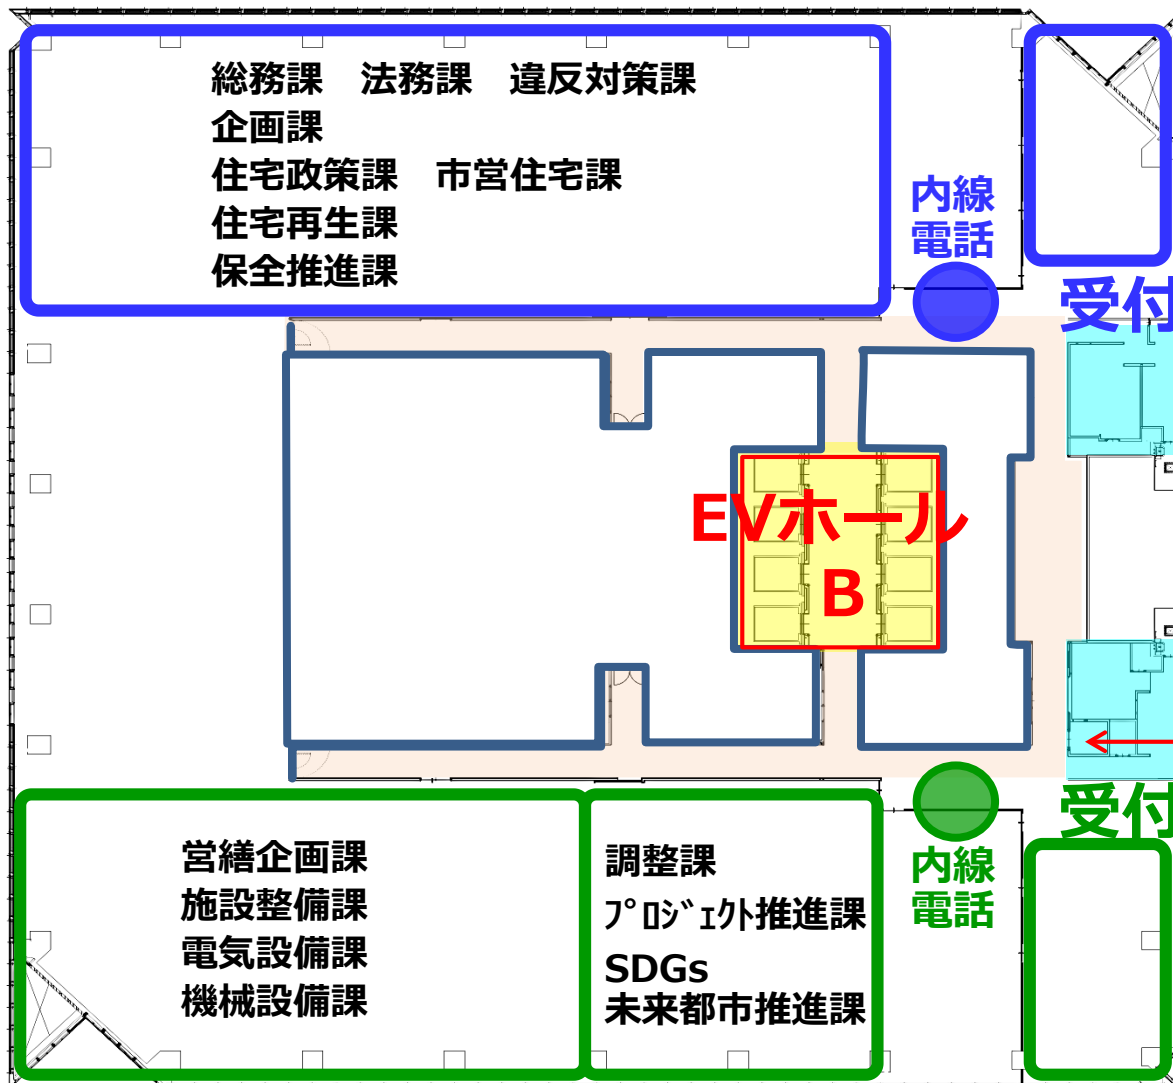 総務課　法務課　違反対策課
企画課
住宅政策課　市営住宅課
住宅再生課
保全推進課
内線
電話
受付
EVホール
B
受付
内線
電話
営繕企画課
施設整備課
電気設備課
機械設備課
調整課
ﾌﾟﾛｼﾞｪｸﾄ推進課
SDGs
未来都市推進課